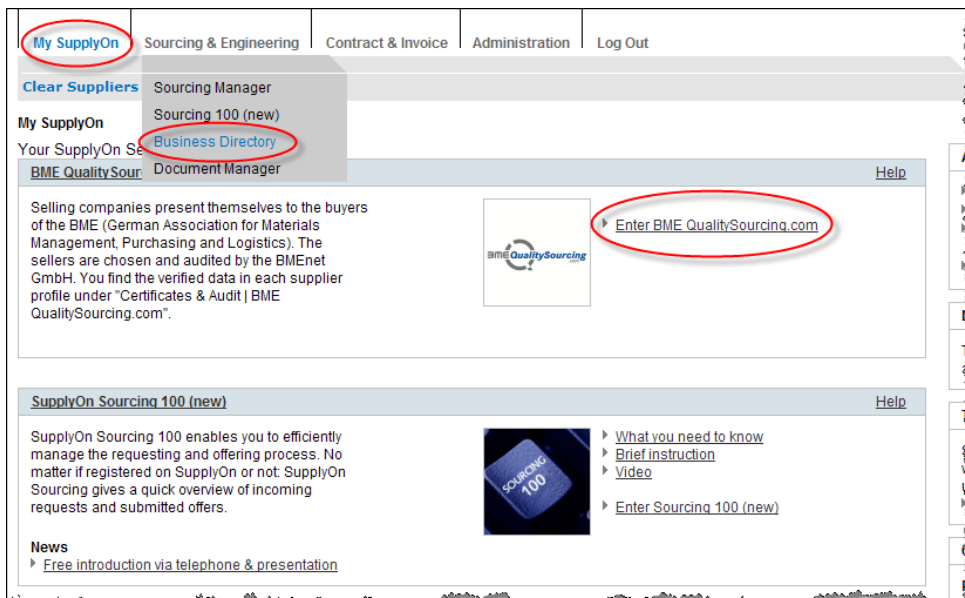 My SupplyOn Sourcing & Engineering Contract & Invoice Administration Log Out
Clear Suppliers
Sourcing Manager
Sourcing 100 (new)
Business Directory
Document Manager
My SupplyOn
Your SupplyOn Se
BME QualitySour
Help
Selling companies present themselves to the buyers
of the BME (German Association for Materials
Management, Purchasing and Logistics). The
sellers are chosen and audited by the BMEnet
GmbH. You find the verified data in each supplier
profile under "Certificates & Audit | BME
QualitySourcing.com".
BME QualitySourcing
.com
Enter BME QualitySourcing.com
SupplyOn Sourcing 100 (new)
Help
SupplyOn Sourcing 100 enables you to efficiently
manage the requesting and offering process. No
matter if registered on SupplyOn or not: SupplyOn
Sourcing gives a quick overview of incoming
requests and submitted offers.
SOURCING
100
What you need to know
Brief instruction
Video
Enter Sourcing 100 (new)
News
Free introduction via telephone & presentation